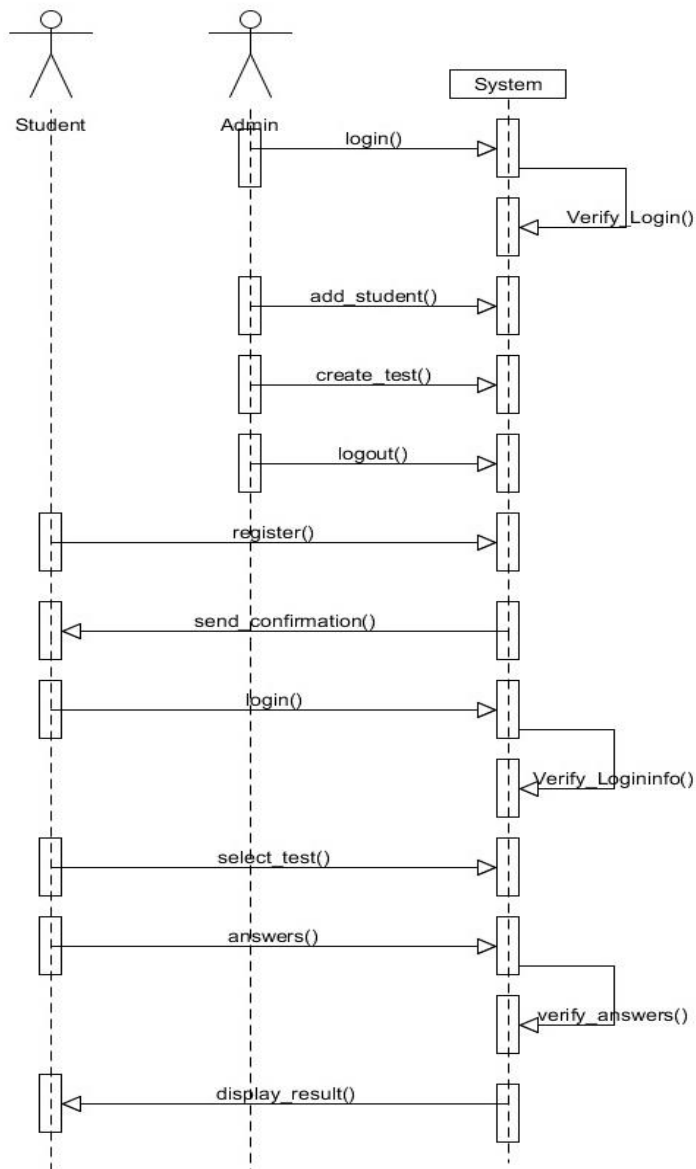 System
Student
Admin
login()
Verify_Login()
add_student()
create_test()
logout()
register()
send_confirmation()
login()
Verify_Logininfo()
select_test()
answers()
verify_answers()
display_result()